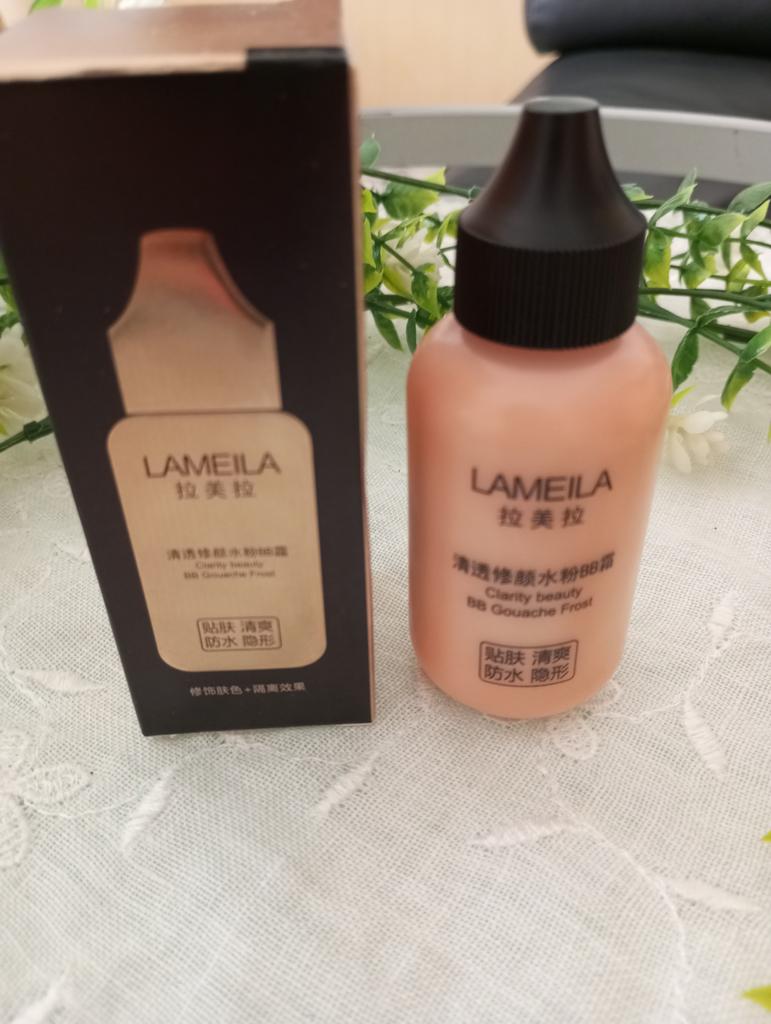 LAMEILA
拉美拉
清透修颜水粉BB霜
Clarity beauty
BB Gouache Frost
贴肤 清爽
防水 隐形
修饰肤色+隔离效果
LAMEILA
拉美拉
清透修颜水粉BB霜
Clarity beauty
BB Gouache Frost
贴肤 清爽
防水 隐形